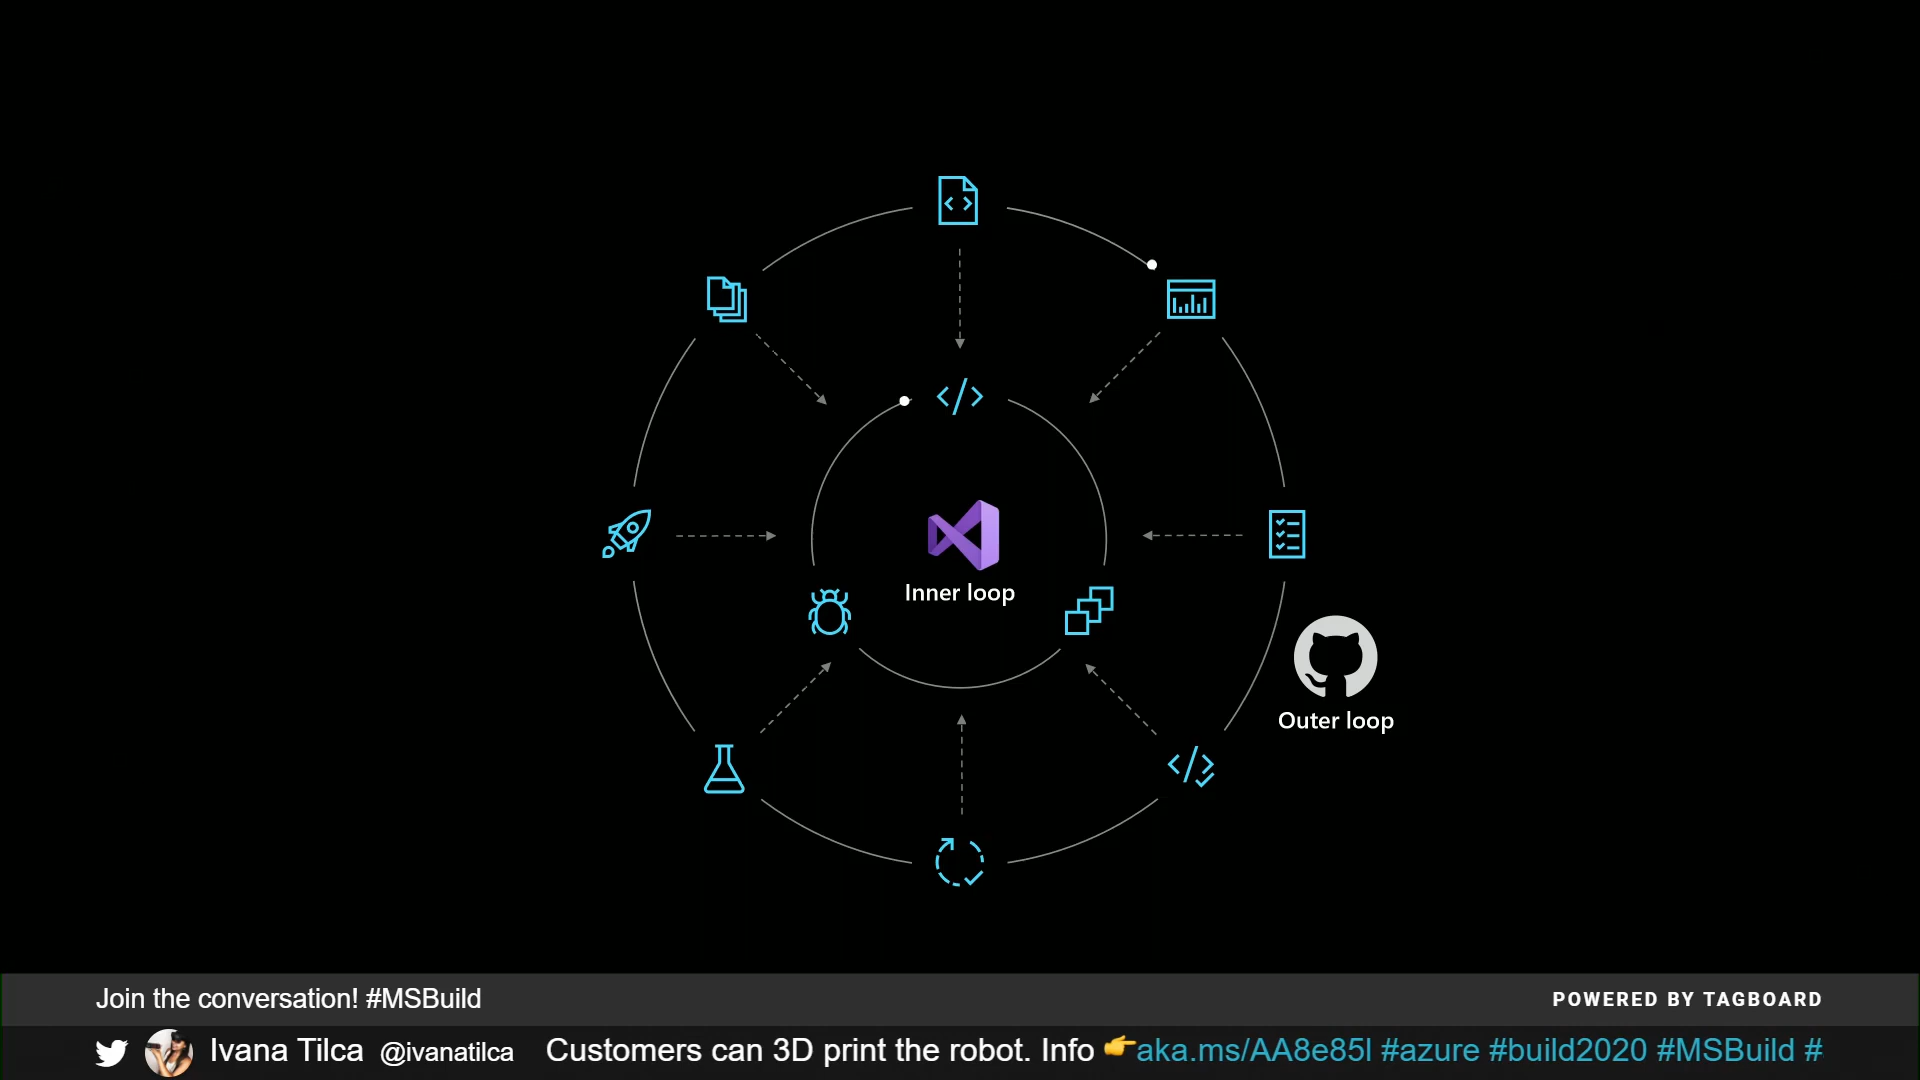 Inner loop
Outer loop
Join the conversation! #MSBuild
POWERED BY TAGBOARD
Ivana Tilca @ivanatilca Customers can 3D print the robot. Info 👉aka.ms/AA8e85l #azure #build2020 #MSBuild #